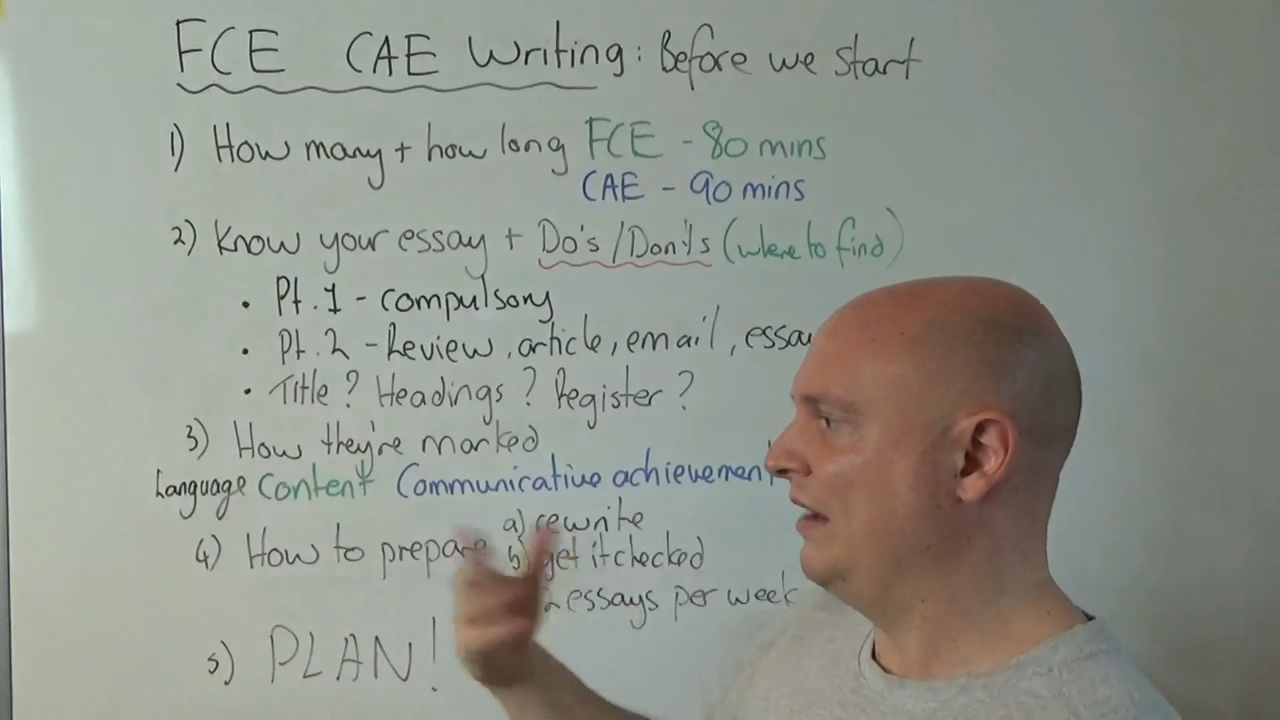 FCE CAE Writing: Before we start
1) How many + how long FCE - 80 mins
CAE - 90 mins
2) Know your essay + Do's/Dont's (where to find)
• Pt.1 - compulsory
• Pt.2 - Review, article, email, essa
• Title? Headings? Register?
3) How they're marked
Language Content Communicative achievement
a) rewrite
4) How to prepare b) get it checked
2 essays per week
5) PLAN!